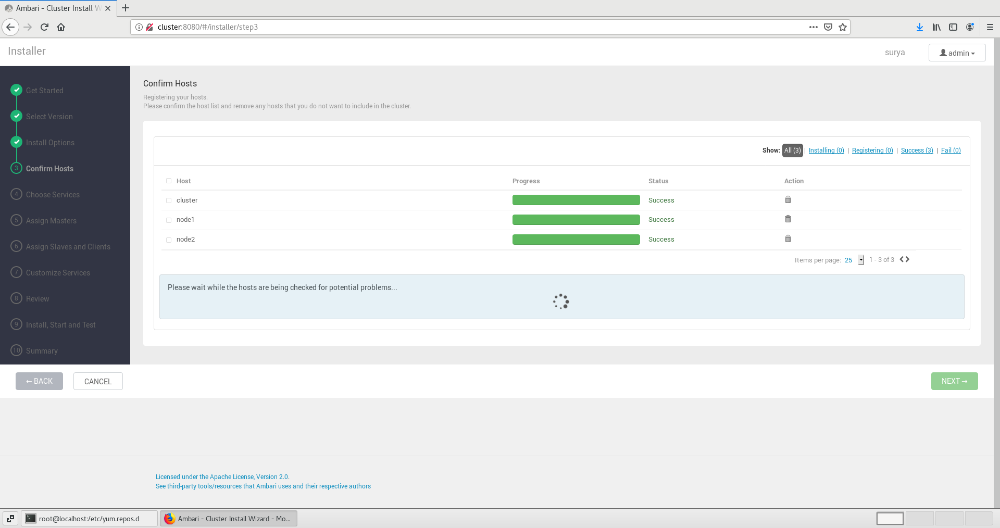 Ambari - Cluster Install W
cluster:8080/#/installer/step3
Installer
surya
admin
Get Started
Select Version
Install Options
3 Confirm Hosts
4 Choose Services
5 Assign Masters
6 Assign Slaves and Clients
7 Customize Services
8 Review
9 Install, Start and Test
10 Summary
Confirm Hosts
Registering your hosts.
Please confirm the host list and remove any hosts that you do not want to include in the cluster.
Show: All (3) | Installing (0) | Registering (0) | Success (3) | Fail (0)
Host Progress Status Action
cluster Success
node1 Success
node2 Success
Items per page: 25 1 - 3 of 3
Please wait while the hosts are being checked for potential problems...
← BACK CANCEL NEXT →
Licensed under the Apache License, Version 2.0.
See third-party tools/resources that Ambari uses and their respective authors
root@localhost:/etc/yum.repos.d
Ambari - Cluster Install Wizard - Mo...